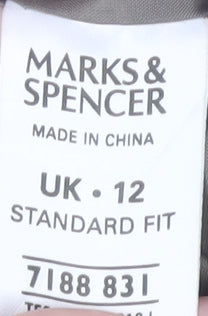 MARKS &
SPENCER
MADE IN CHINA
UK • 12
STANDARD FIT
7188 831